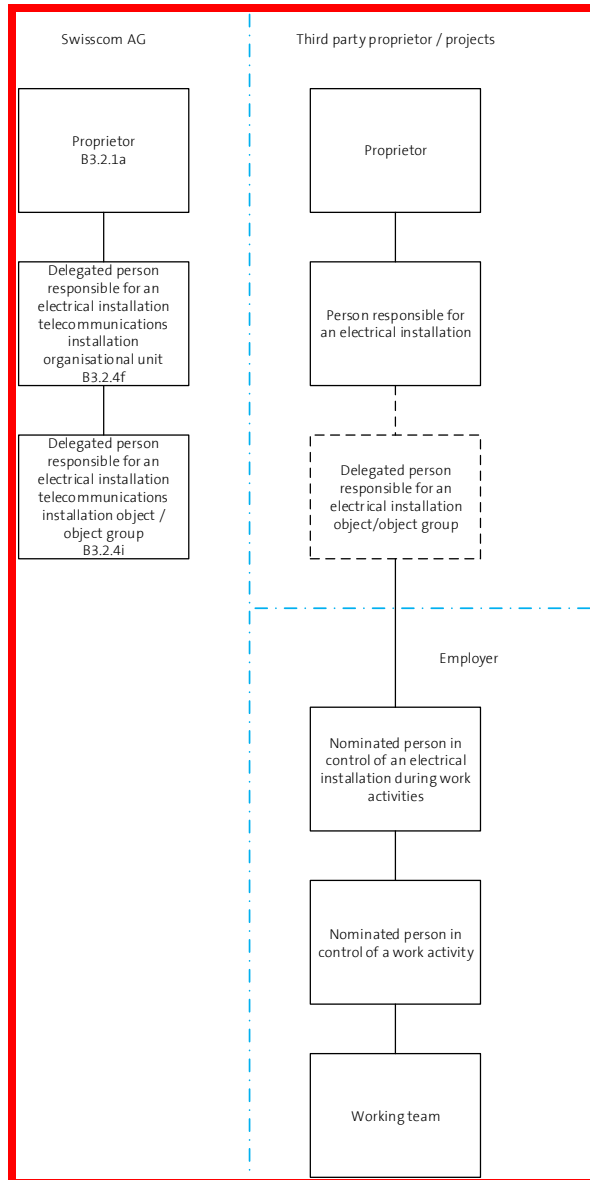 Swisscom AG
Third party proprietor / projects
Proprietor
B3.2.1a
Proprietor
Delegated person
responsible for an
electrical installation
telecommunications
installation
organisational unit
B3.2.4f
Person responsible for
an electrical installation
Delegated person
responsible for an
electrical installation
telecommunications
installation object /
object group
B3.2.4i
Delegated person
responsible for an
electrical installation
object/object group
Employer
Nominated person in
control of an electrical
installation during work
activities
Nominated person in
control of a work activity
Working team